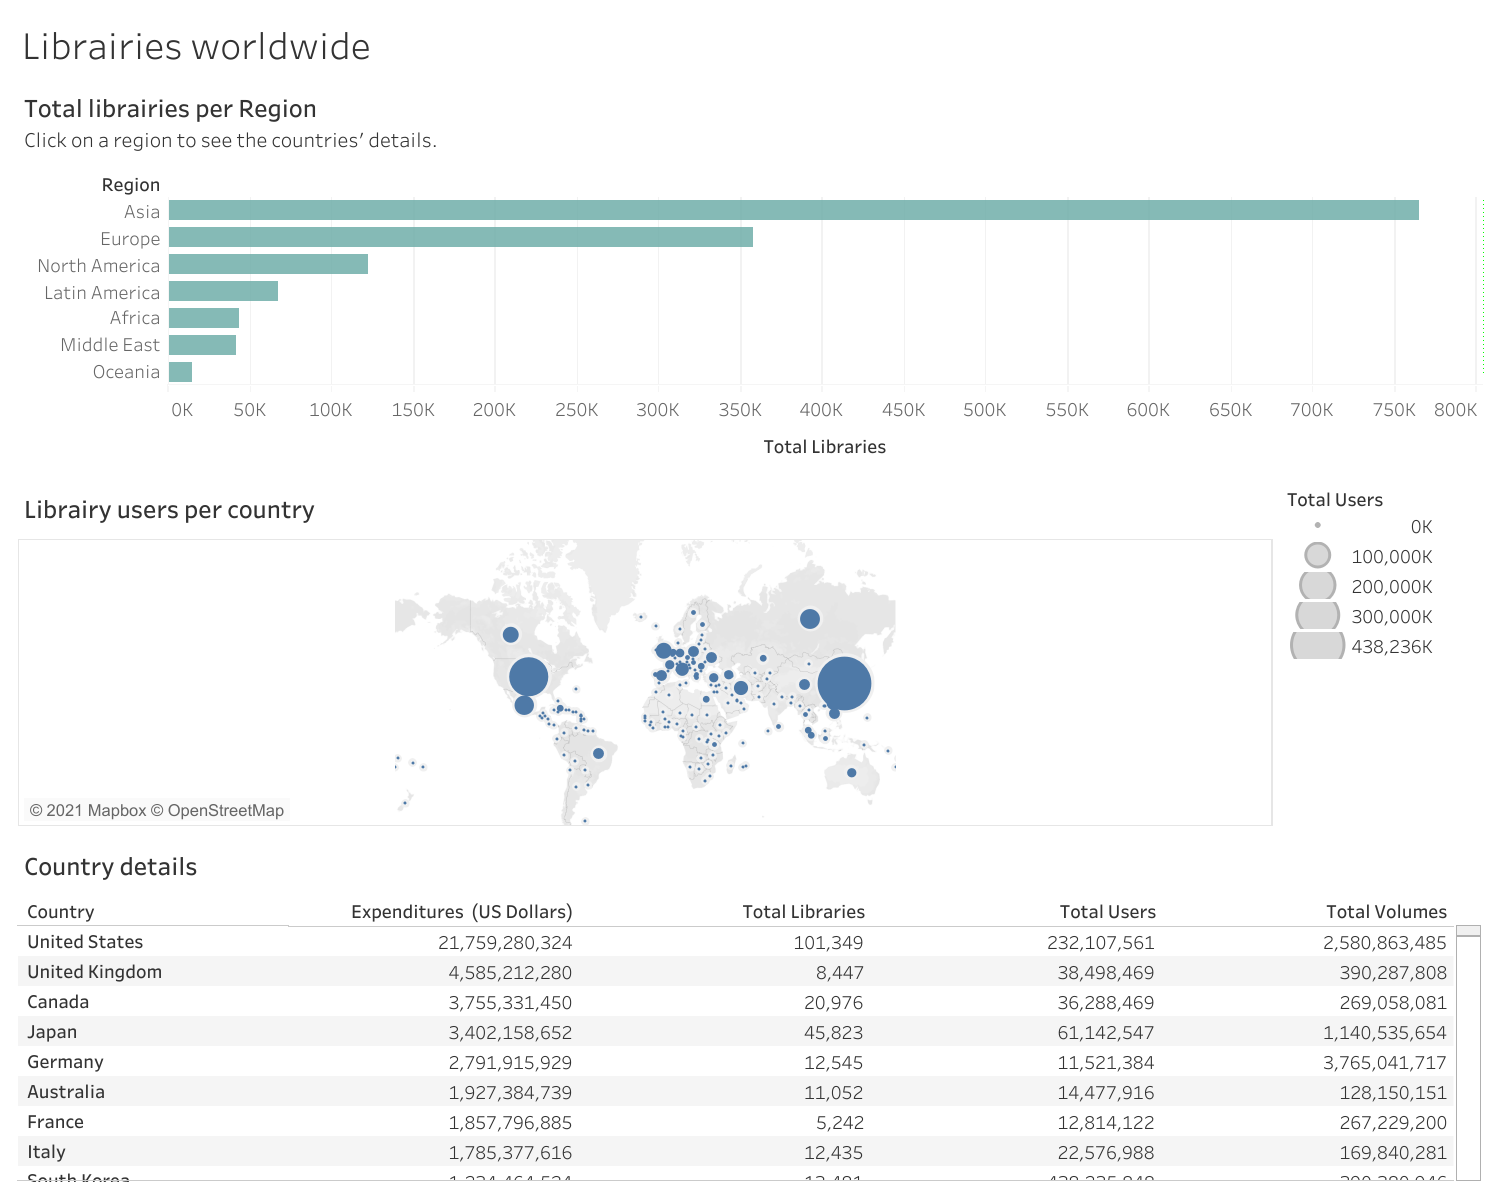 Librairies worldwide
Total librairies per Region
Click on a region to see the countries' details.
Region
Asia
Europe
North America
Latin America
Africa
Middle East
Oceania
0K 50K 100K 150K 200K 250K 300K 350K 400K 450K 500K 550K 600K 650K 700K 750K 800K
Total Libraries
Librairy users per country
Total Users
0K
100,000K
200,000K
300,000K
438,236K
© 2021 Mapbox © OpenStreetMap
Country details
Country Expenditures (US Dollars) Total Libraries Total Users Total Volumes
United States 21,759,280,324 101,349 232,107,561 2,580,863,485
United Kingdom 4,585,212,280 8,447 38,498,469 390,287,808
Canada 3,755,331,450 20,976 36,288,469 269,058,081
Japan 3,402,158,652 45,823 61,142,547 1,140,535,654
Germany 2,791,915,929 12,545 11,521,384 3,765,041,717
Australia 1,927,384,739 11,052 14,477,916 128,150,151
France 1,857,796,885 5,242 12,814,122 267,229,200
Italy 1,785,377,616 12,435 22,576,988 169,840,281
South Korea